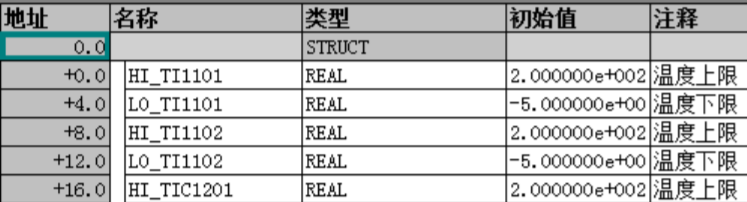 地址 名称 类型 初始值 注释
0.0 STRUCT
+0.0 HI_TI1101 REAL 2.000000e+002 温度上限
+4.0 LO_TI1101 REAL -5.000000e+00 温度下限
+8.0 HI_TI1102 REAL 2.000000e+002 温度上限
+12.0 LO_TI1102 REAL -5.000000e+00 温度下限
+16.0 HI_TIC1201 REAL 2.000000e+002 温度上限